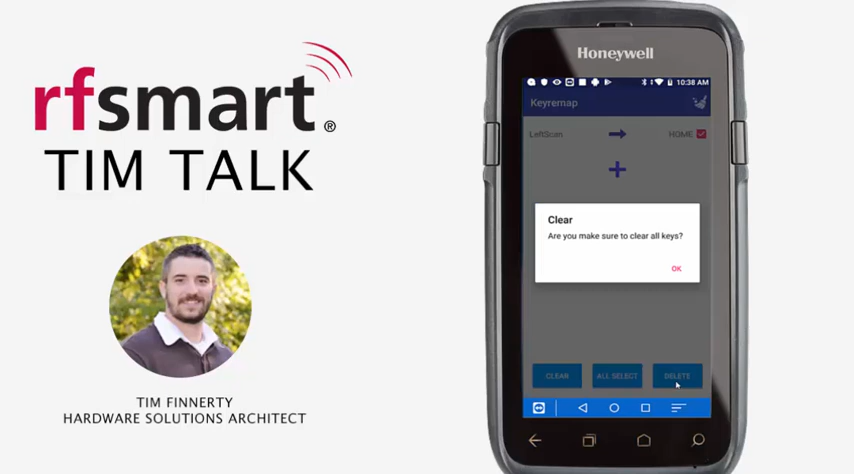 rfsmart®
TIM TALK
TIM FINNERTY
HARDWARE SOLUTIONS ARCHITECT
Honeywell
10:38 AM
Keyremap
LeftScan
HOME
Clear
Are you make sure to clear all keys?
OK
CLEAR
ALL SELECT
DELETE